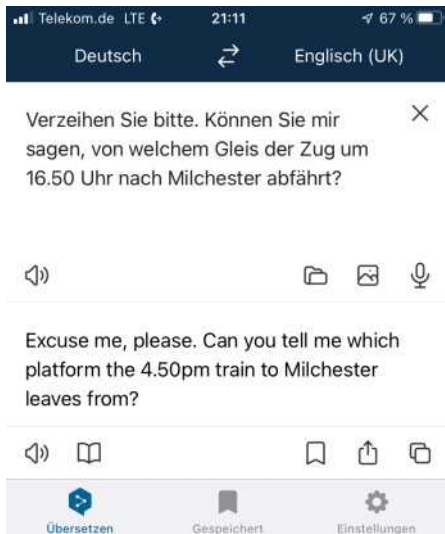 Telekom.de LTE 21:11 67 %
Deutsch Englisch (UK)
Verzeihen Sie bitte. Können Sie mir
sagen, von welchem Gleis der Zug um
16.50 Uhr nach Milchester abfährt?
Excuse me, please. Can you tell me which
platform the 4.50pm train to Milchester
leaves from?
Übersetzen Gespeichert Einstellungen